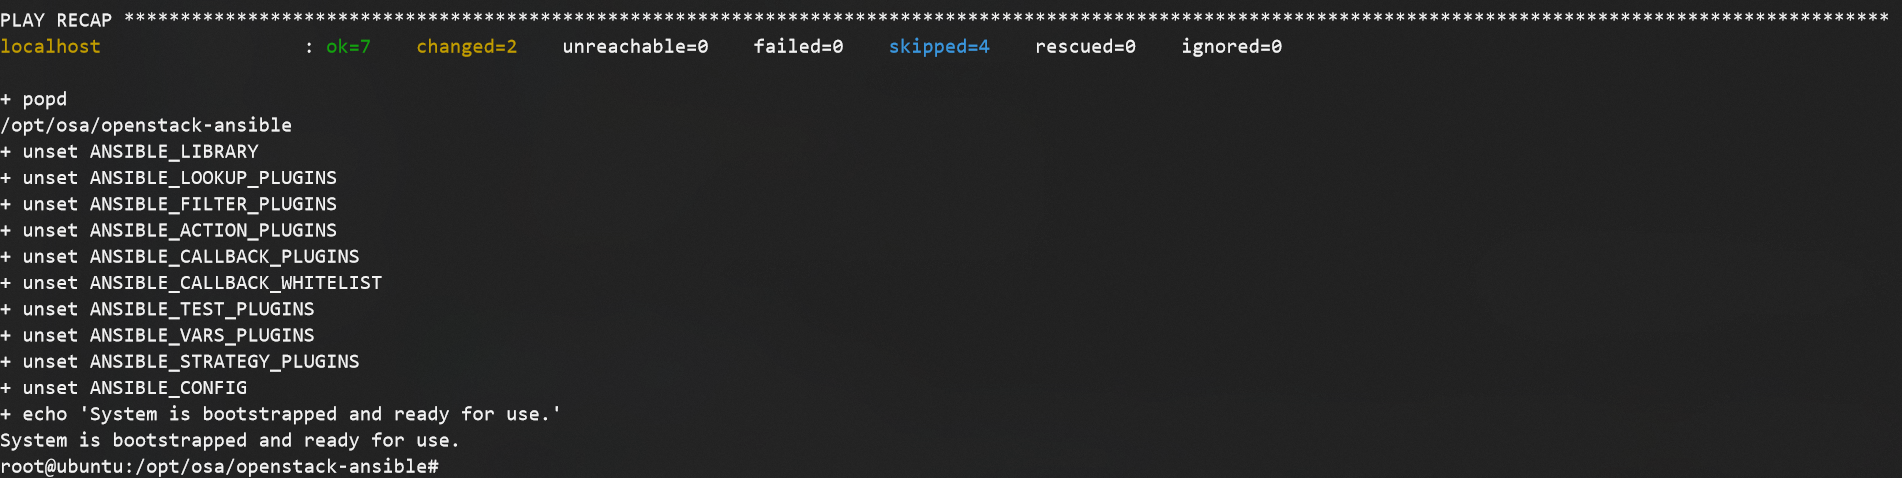 PLAY RECAP *************************************************************************************************************************************************************
localhost                  : ok=7    changed=2    unreachable=0    failed=0    skipped=4    rescued=0    ignored=0
+ popd
/opt/osa/openstack-ansible
+ unset ANSIBLE_LIBRARY
+ unset ANSIBLE_LOOKUP_PLUGINS
+ unset ANSIBLE_FILTER_PLUGINS
+ unset ANSIBLE_ACTION_PLUGINS
+ unset ANSIBLE_CALLBACK_PLUGINS
+ unset ANSIBLE_CALLBACK_WHITELIST
+ unset ANSIBLE_TEST_PLUGINS
+ unset ANSIBLE_VARS_PLUGINS
+ unset ANSIBLE_STRATEGY_PLUGINS
+ unset ANSIBLE_CONFIG
+ echo 'System is bootstrapped and ready for use.'
System is bootstrapped and ready for use.
root@ubuntu:/opt/osa/openstack-ansible#